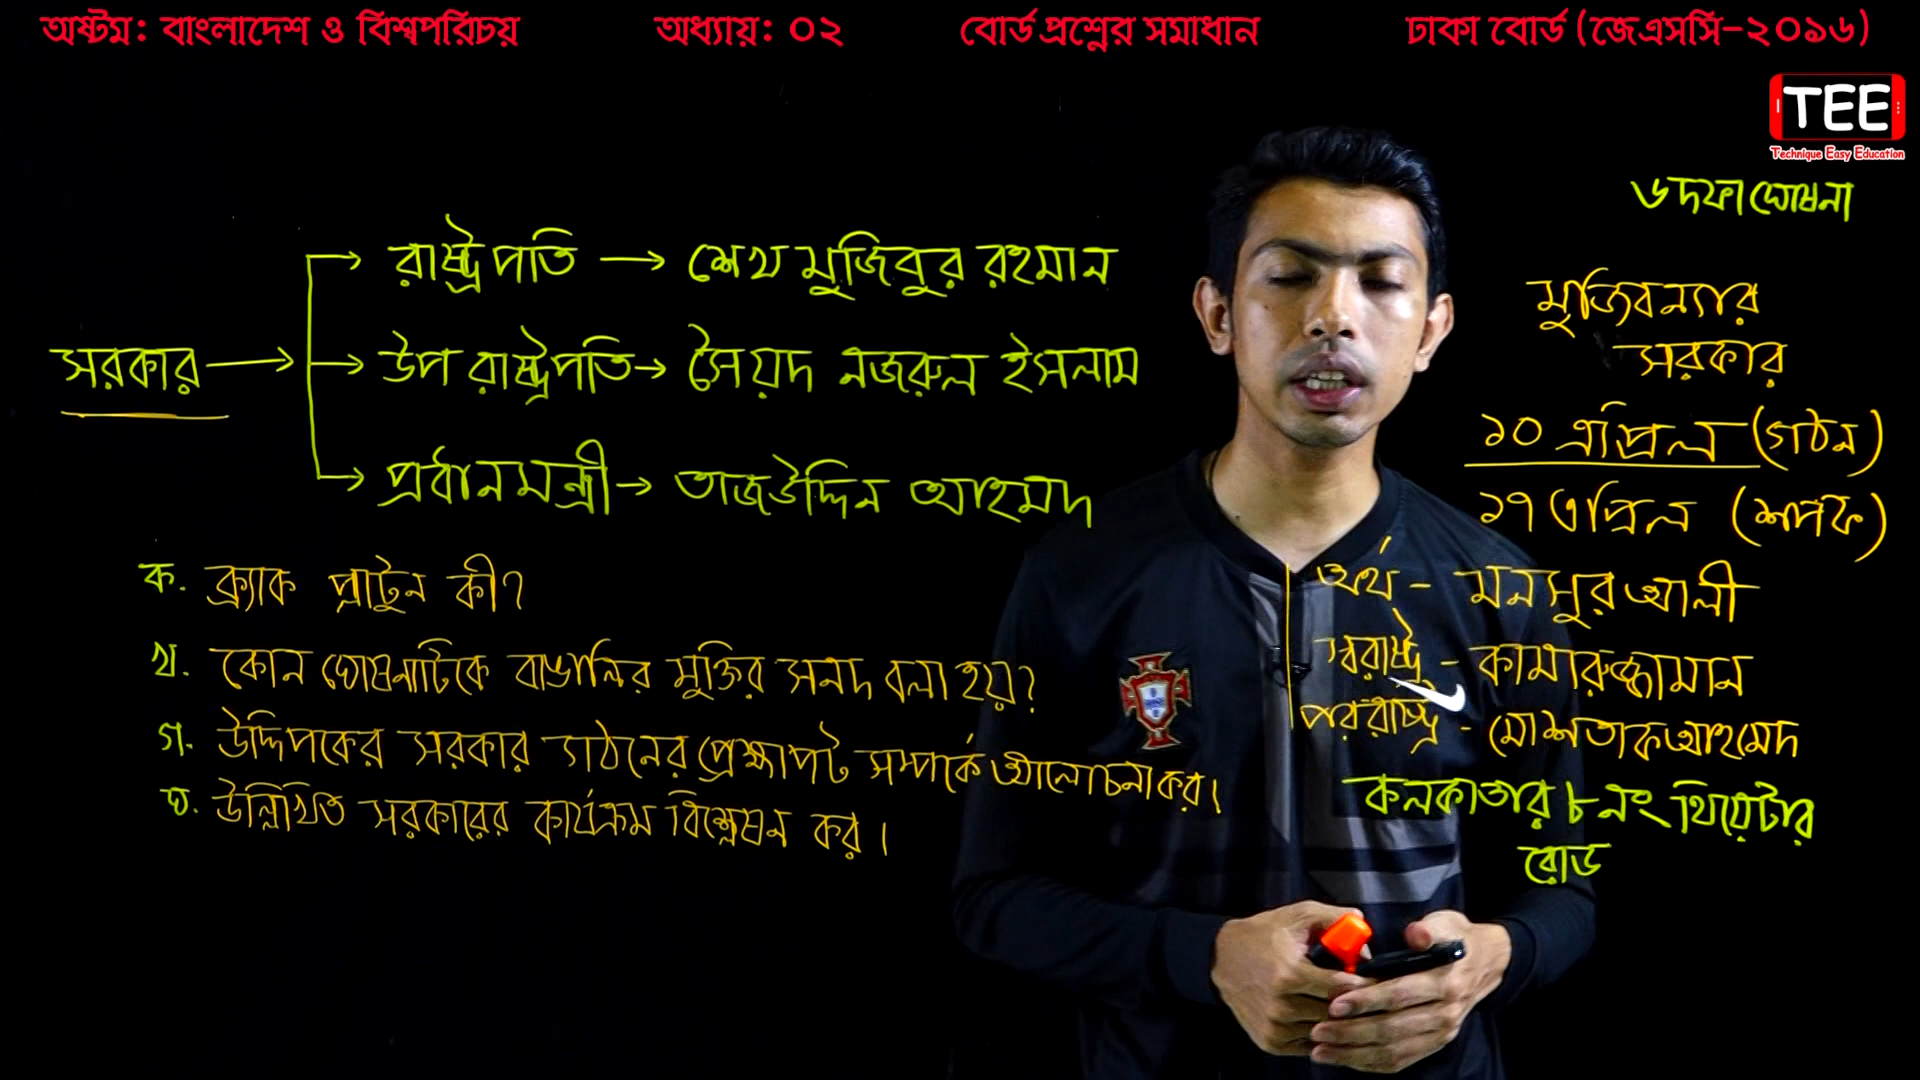 অষ্টম: বাংলাদেশ ও বিশ্বপরিচয় অধ্যায়: ০২ বোর্ড প্রশ্নের সমাধান ঢাকা বোর্ড (জেএসসি-২০১৬)
TEE
Technique Easy Education
৬ দফা ঘোষনা
রাষ্ট্রপতি → শেখ মুজিবুর রহমান
সরকার → উপ রাষ্ট্রপতি → সৈয়দ নজরুল ইসলাম
প্রধানমন্ত্রী → তাজউদ্দিন আহমদ
মুজিবনগর
সরকার
১০ এপ্রিল (গঠন)
১৭ এপ্রিল (শপথ)
অর্থ - মনসুর আলী
স্বরাষ্ট্র - কামারুজ্জামান
পররাষ্ট্র - মোশতাক আহমেদ
কলকাতার ৮ নং থিয়েটার
রোড
ক. ক্র্যাক প্লাটুন কী?
খ. কোন ঘোষনাটিকে বাঙালির মুক্তির সনদ বলা হয়?
গ. উদ্দিপকের সরকার গঠনের প্রেক্ষাপট সম্পর্কে আলোচনা কর।
ঘ. উল্লিখিত সরকারের কার্যক্রম বিশ্লেষন কর।